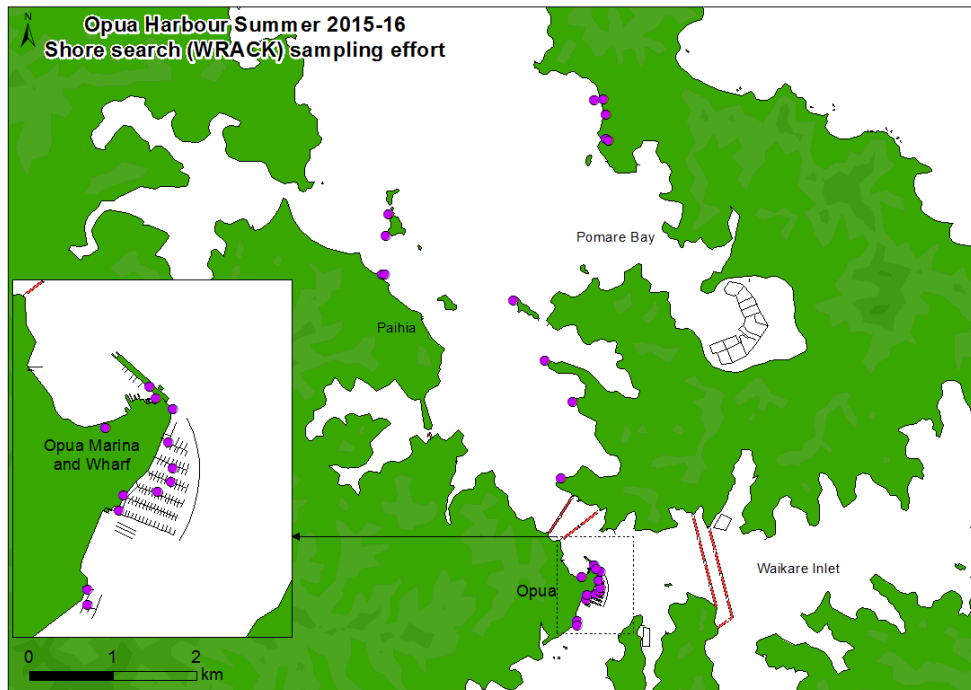 N
Opua Harbour Summer 2015-16
Shore search (WRACK) sampling effort
Pomare Bay
Paihia
Opua Marina
and Wharf
Waikare Inlet
Opua
0 1 2
km